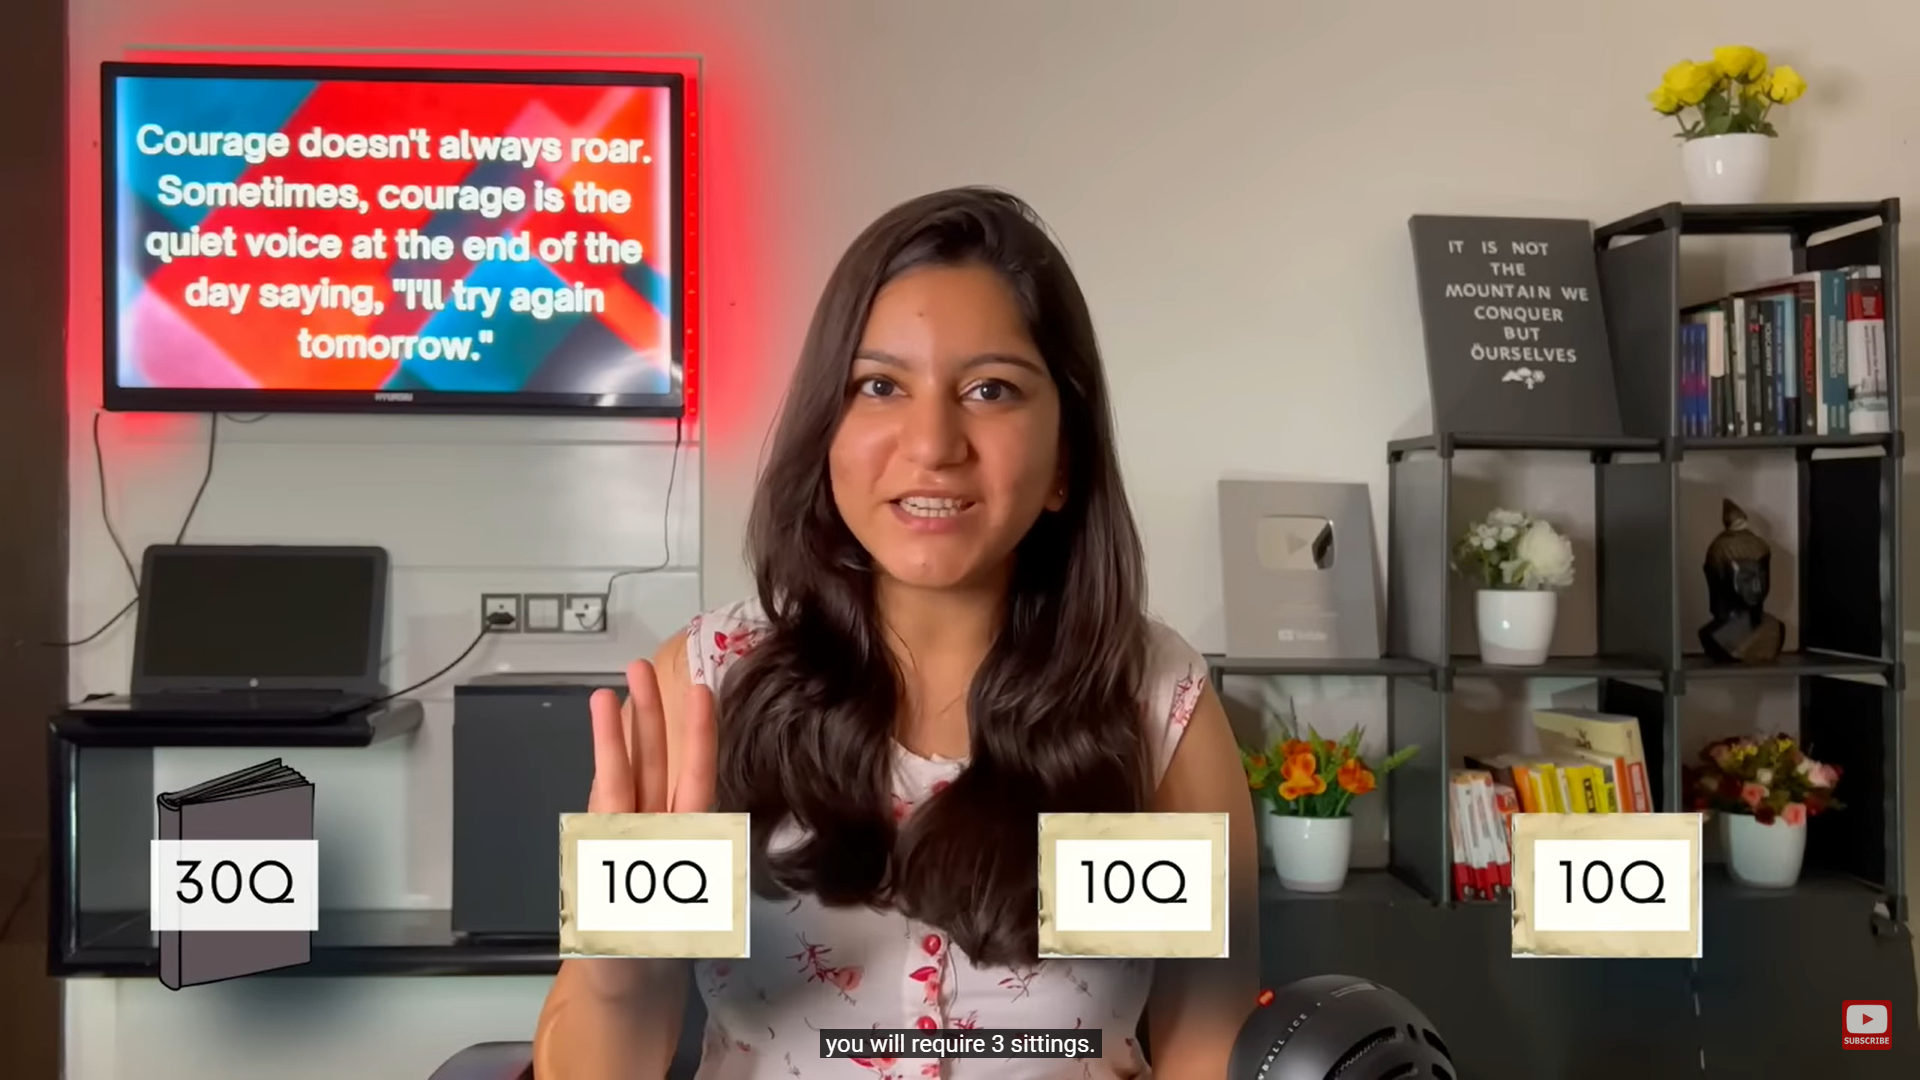 Courage doesn't always roar.
Sometimes, courage is the
quiet voice at the end of the
day saying, "I'll try again
tomorrow."
HYUNDAI
IT IS NOT
THE
MOUNTAIN WE
CONQUER
BUT
OURSELVES
PROBABILITY
30Q
10Q
10Q
10Q
you will require 3 sittings.
SUBSCRIBE